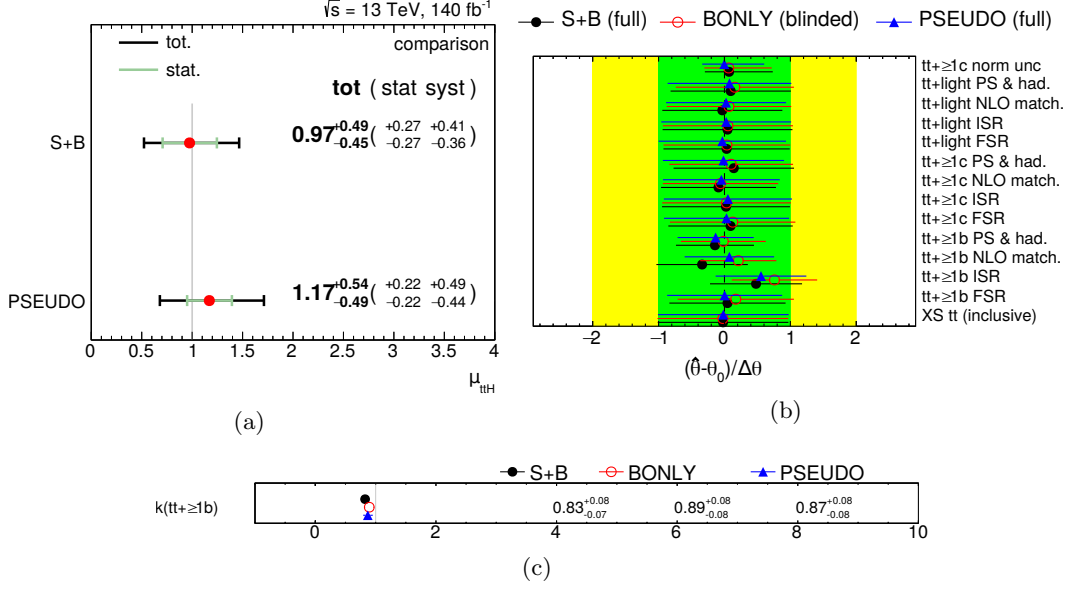 √s = 13 TeV, 140 fb-1
tot.
stat.
comparison
tot ( stat syst )
S+B
0.97 +0.49 −0.45 ( +0.27 −0.27 +0.41 −0.36 )
PSEUDO
1.17 +0.54 −0.49 ( +0.22 −0.22 +0.49 −0.44 )
0 0.5 1 1.5 2 2.5 3 3.5 4
μttH
(a)
S+B (full) BONLY (blinded) PSEUDO (full)
tt+≥1c norm unc
tt+light PS & had.
tt+light NLO match.
tt+light ISR
tt+light FSR
tt+≥1c PS & had.
tt+≥1c NLO match.
tt+≥1c ISR
tt+≥1c FSR
tt+≥1b PS & had.
tt+≥1b NLO match.
tt+≥1b ISR
tt+≥1b FSR
XS tt (inclusive)
−2 −1 0 1 2
(θ̂-θ0)/Δθ
(b)
S+B BONLY PSEUDO
k(tt+≥1b) 0.83 +0.08 -0.07 0.89 +0.08 -0.08 0.87 +0.08 -0.08
0 2 4 6 8 10
(c)